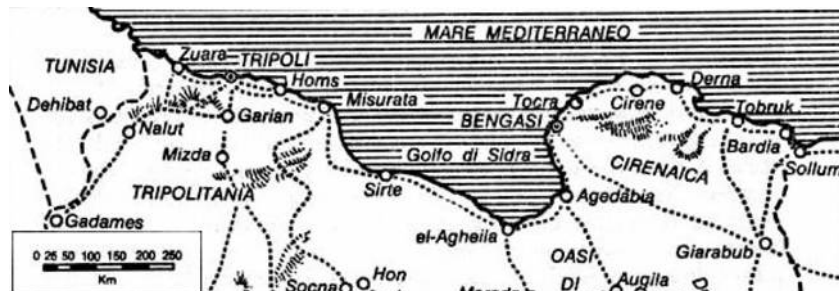 MARE MEDITERRANEO
Zuara
TRIPOLI
TUNISIA
Homs
Derna
Dehibat
Misurata
Tocra
Cirene
Tobruk
Nalut
Garian
BENGASI
Bardia
Mizda
Golfo di Sidra
CIRENAICA
Sollum
TRIPOLITANIA
Sirte
Agedábia
Gadames
el-Agheila
Giarabub
0 25 50 100 150 200 250
Km
OASI
DI
Socna
Hon
Augila